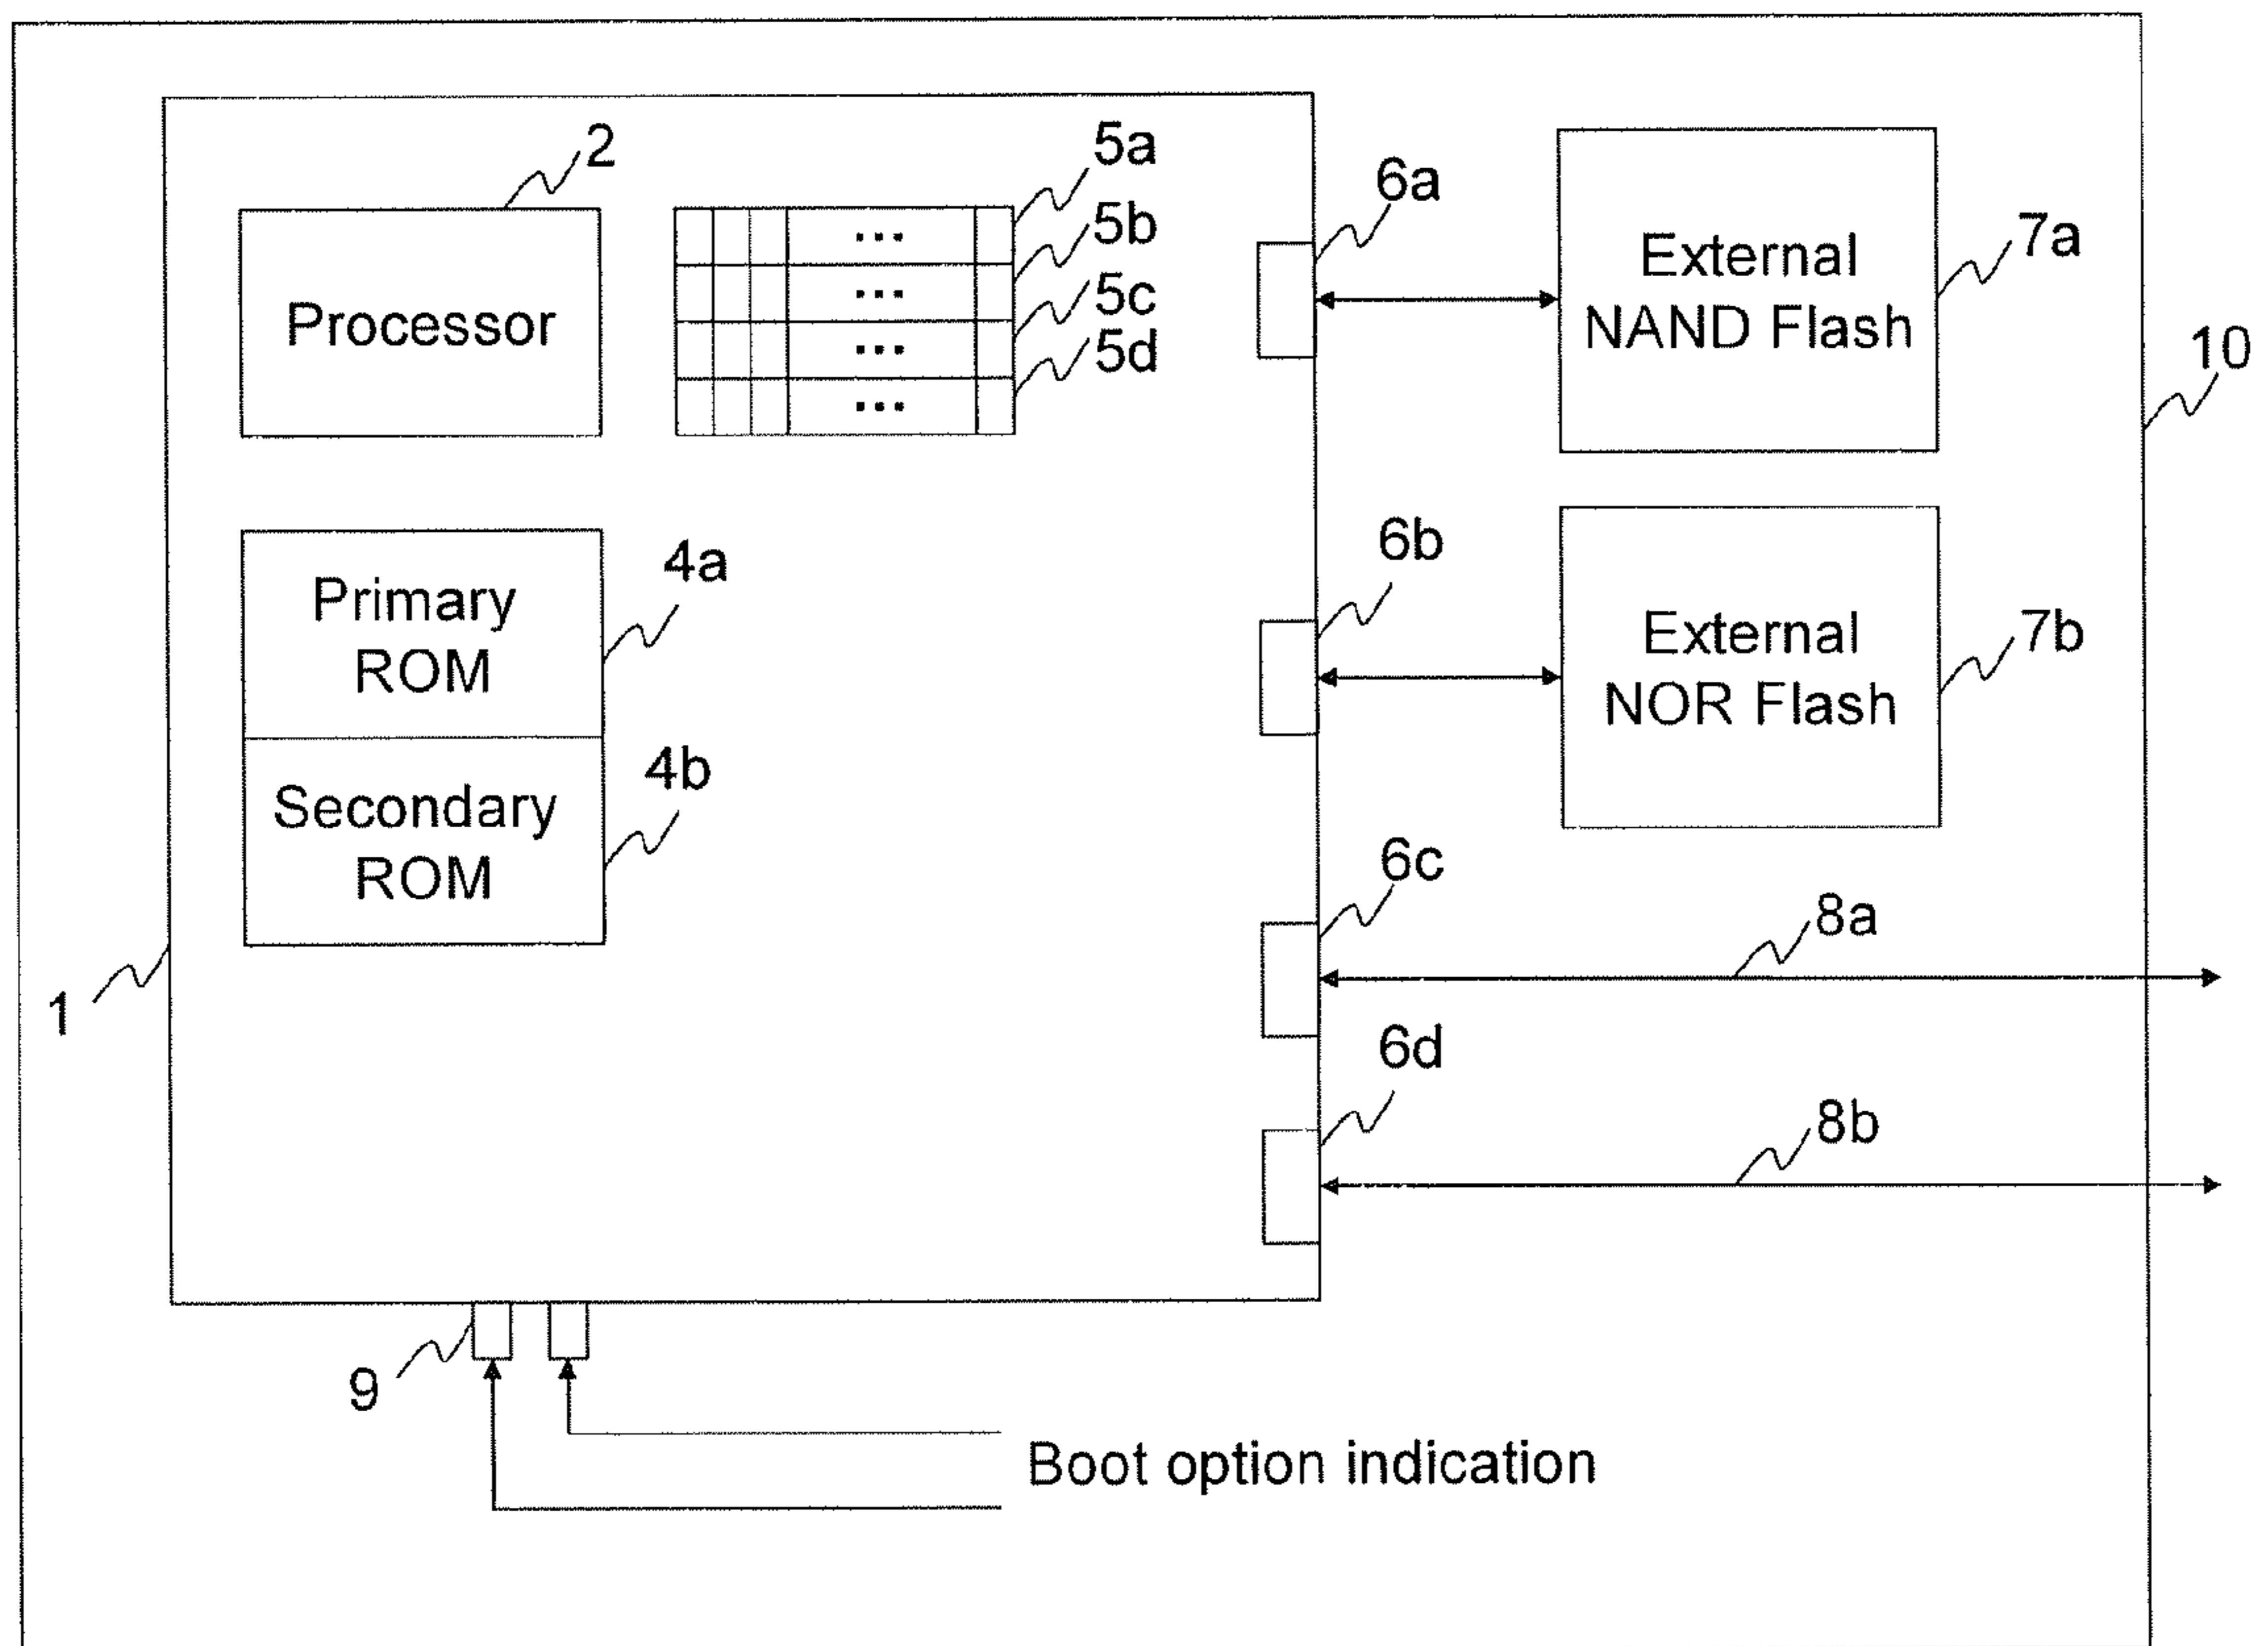 2
5a
5b
5c
5d
6a
Processor
...
...
...
...
External
NAND Flash
7a
10
Primary
ROM
4a
Secondary
ROM
4b
6b
External
NOR Flash
7b
6c
8a
1
6d
8b
9
Boot option indication